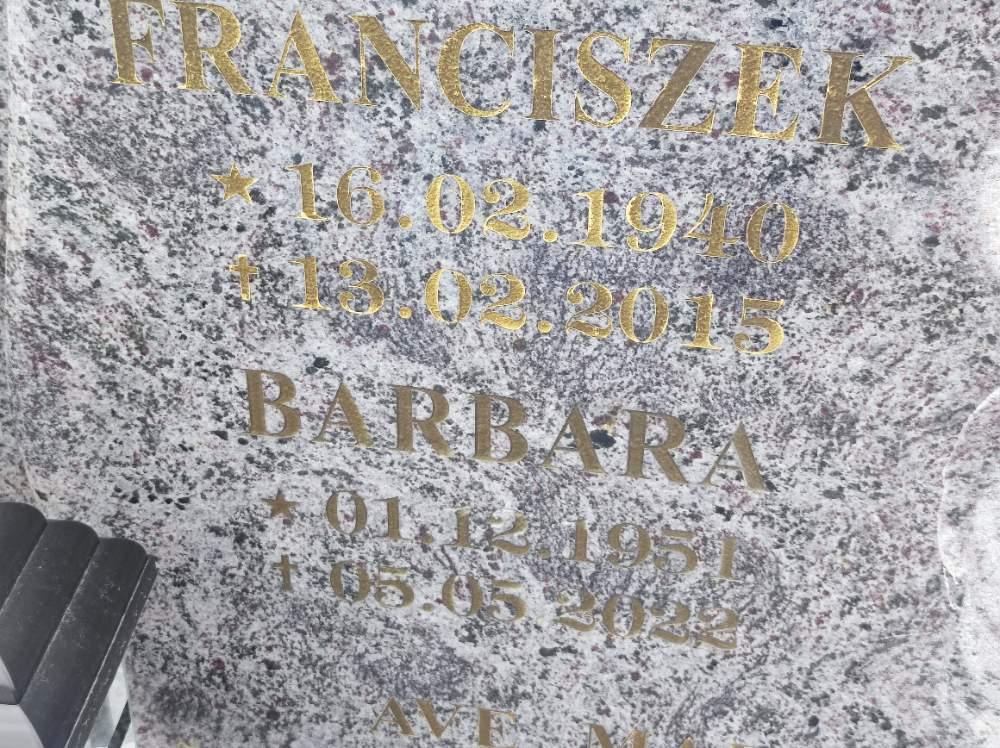 FRANCISZEK
★ 16.02.1940
✝ 13.02.2015
BARBARA
★ 01.12.1951
✝ 05.05.2022
AVE